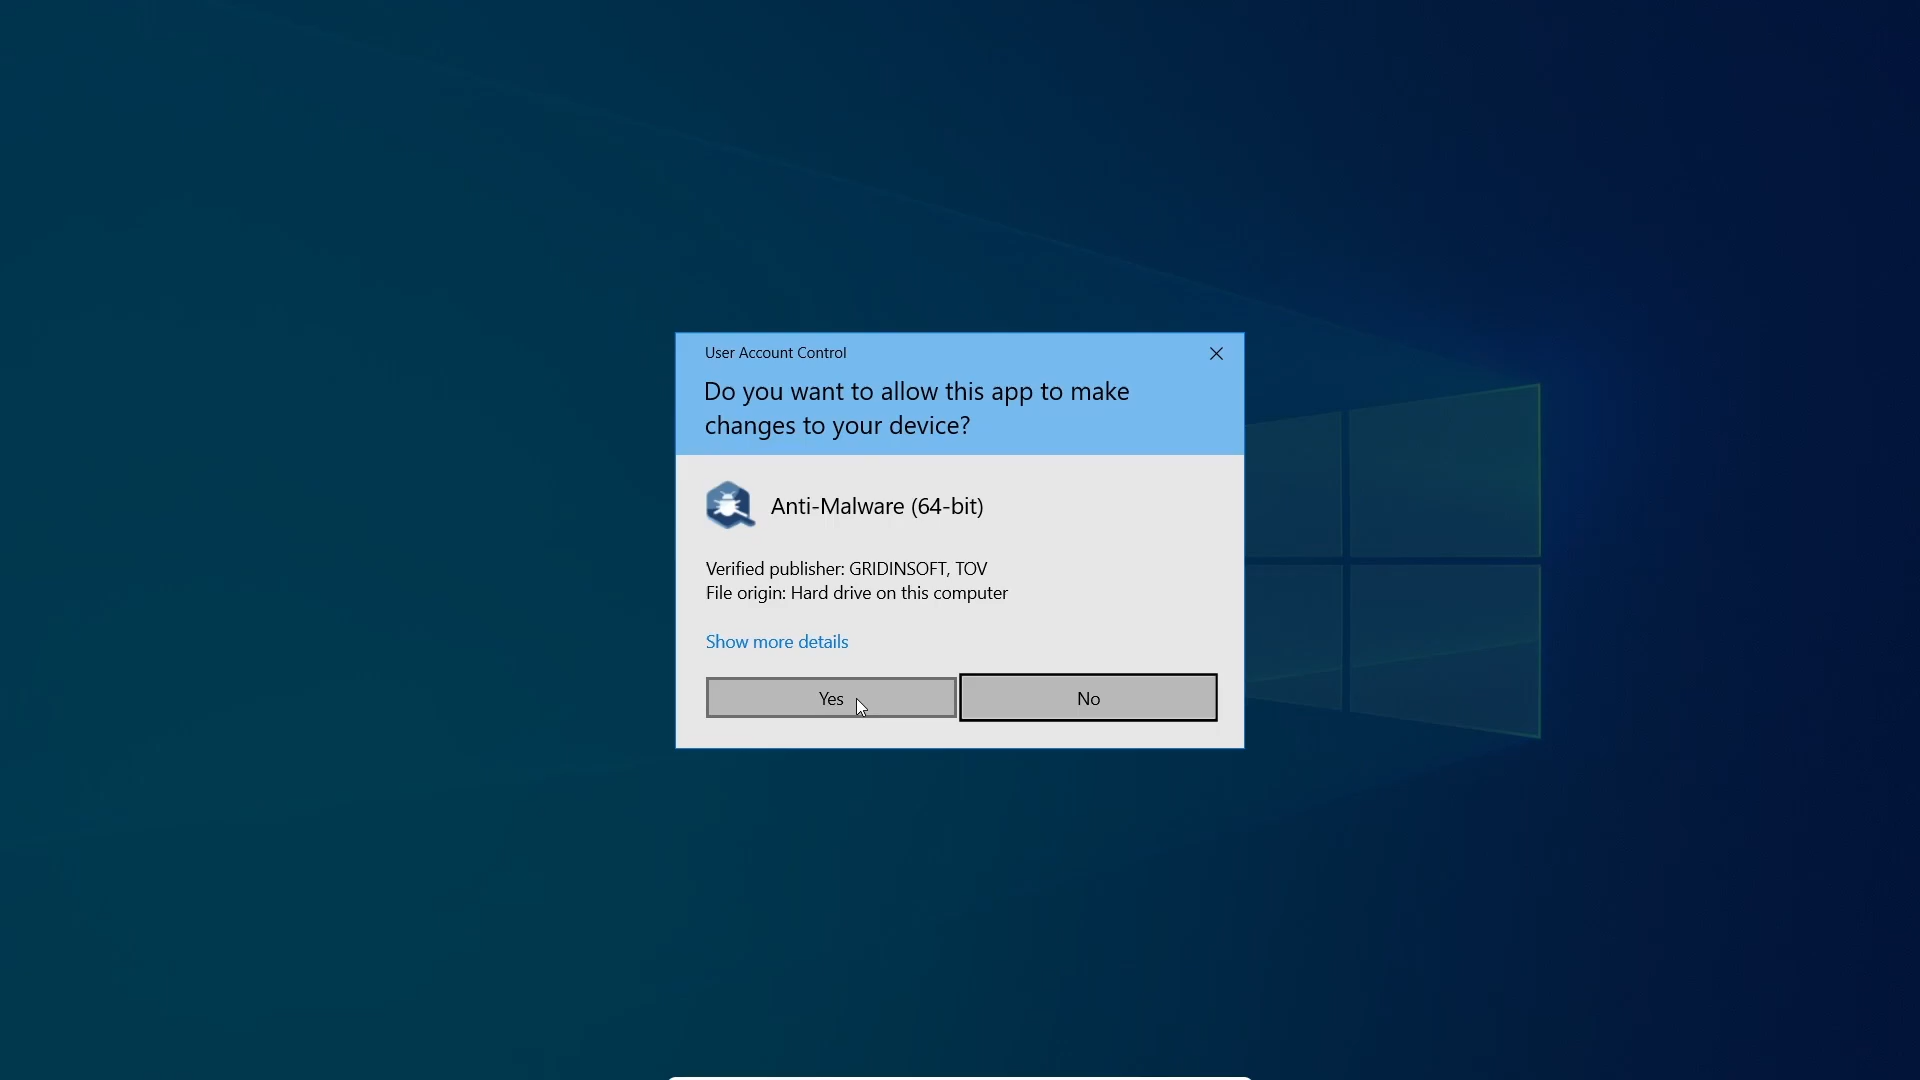 User Account Control
Do you want to allow this app to make
changes to your device?
Anti-Malware (64-bit)
Verified publisher: GRIDINSOFT, TOV
File origin: Hard drive on this computer
Show more details
Yes
No